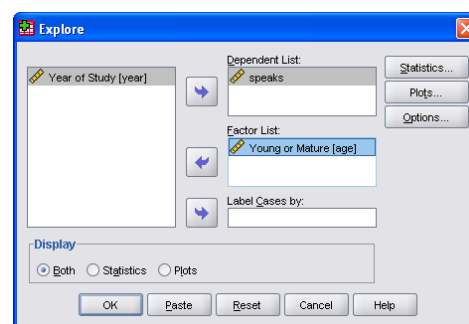 Explore
Dependent List:
Year of Study [year]
speaks
Statistics...
Plots...
Options...
Factor List:
Young or Mature [age]
Label Cases by:
Display
Both Statistics Plots
OK Paste Reset Cancel Help